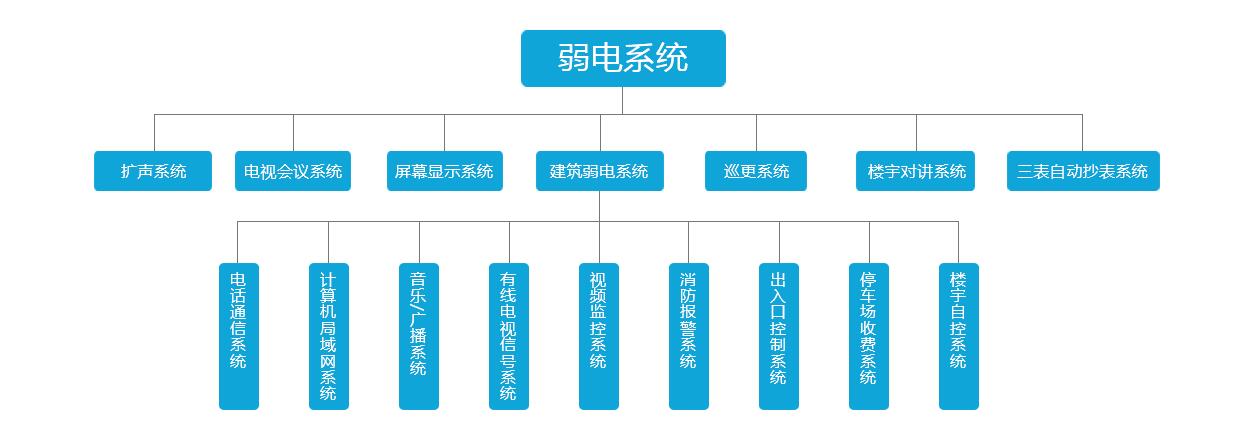 弱电系统
扩声系统
电视会议系统
屏幕显示系统
建筑弱电系统
巡更系统
楼宇对讲系统
三表自动抄表系统
电话通信系统
计算机局域网系统
音乐/广播系统
有线电视信号系统
视频监控系统
消防报警系统
出入口控制系统
停车场收费系统
楼宇自控系统